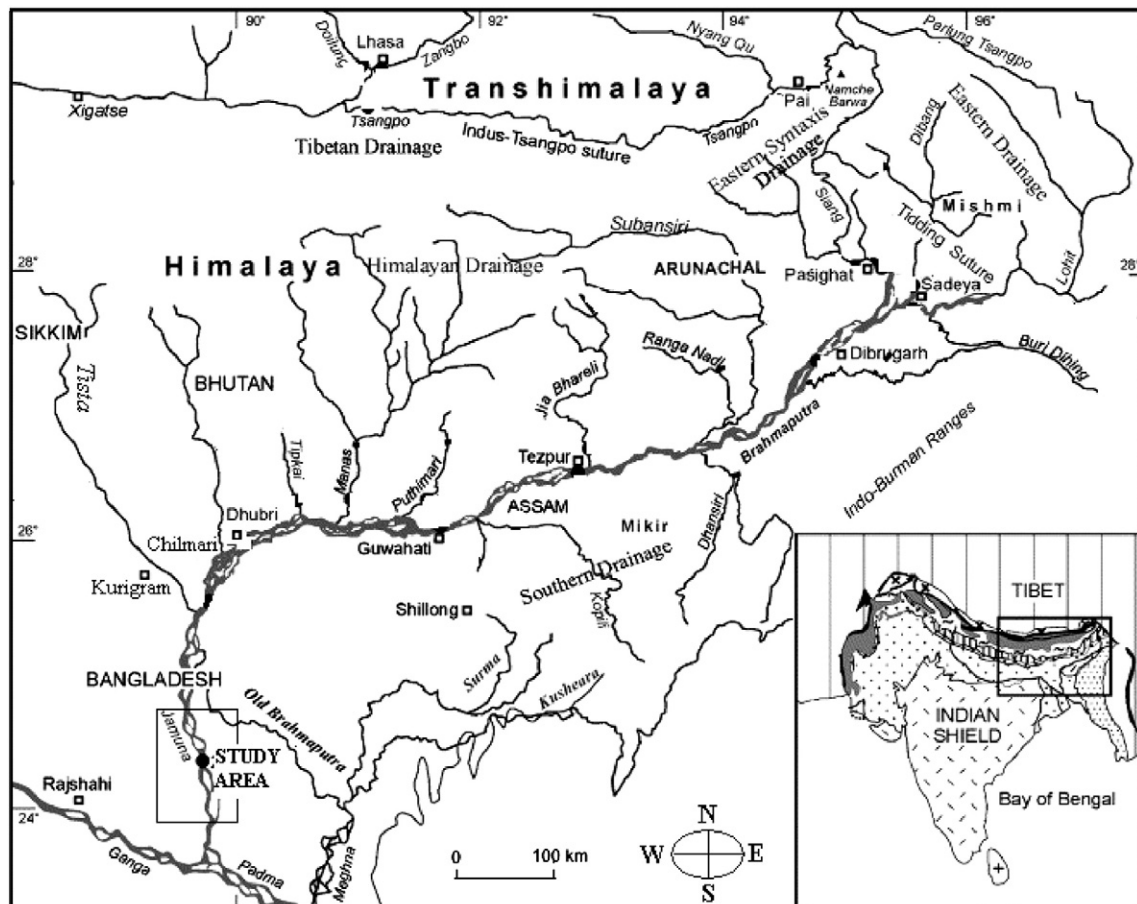 90°
92°
94°
96°
Doilung
Lhasa
Zangbo
Nyang Qu
Parlung Tsangpo
Transhimalaya
Xigatse
Tsangpo
Indus-Tsangpo suture
Tsangpo
Pai
Namche
Barwa
Tibetan Drainage
Eastern Syntaxis
Drainage
Dibang
Eastern Drainage
Siang
Mishmi
Tidding Suture
Subansiri
Himalaya
Himalayan Drainage
ARUNACHAL
Pasighat
Sadeya
Lohit
28°
28
SIKKIM
Tista
BHUTAN
Ranga Nadi
Dibrugarh
Buri Dihing
Jia Bhareli
Brahmaputra
Tipkai
Manas
Puthimari
Tezpur
Indo-Burman Ranges
Dhubri
ASSAM
Mikir
Dhansiri
26°
Chilmari
Guwahati
Kurigram
Southern Drainage
Kopili
Shillong
TIBET
Surma
Kusheara
BANGLADESH
Old Brahmaputra
Jamuna
INDIAN
SHIELD
STUDY
AREA
Rajshahi
Bay of Bengal
24°
N
W
E
S
0
100 km
Ganga
Padma
Meghna